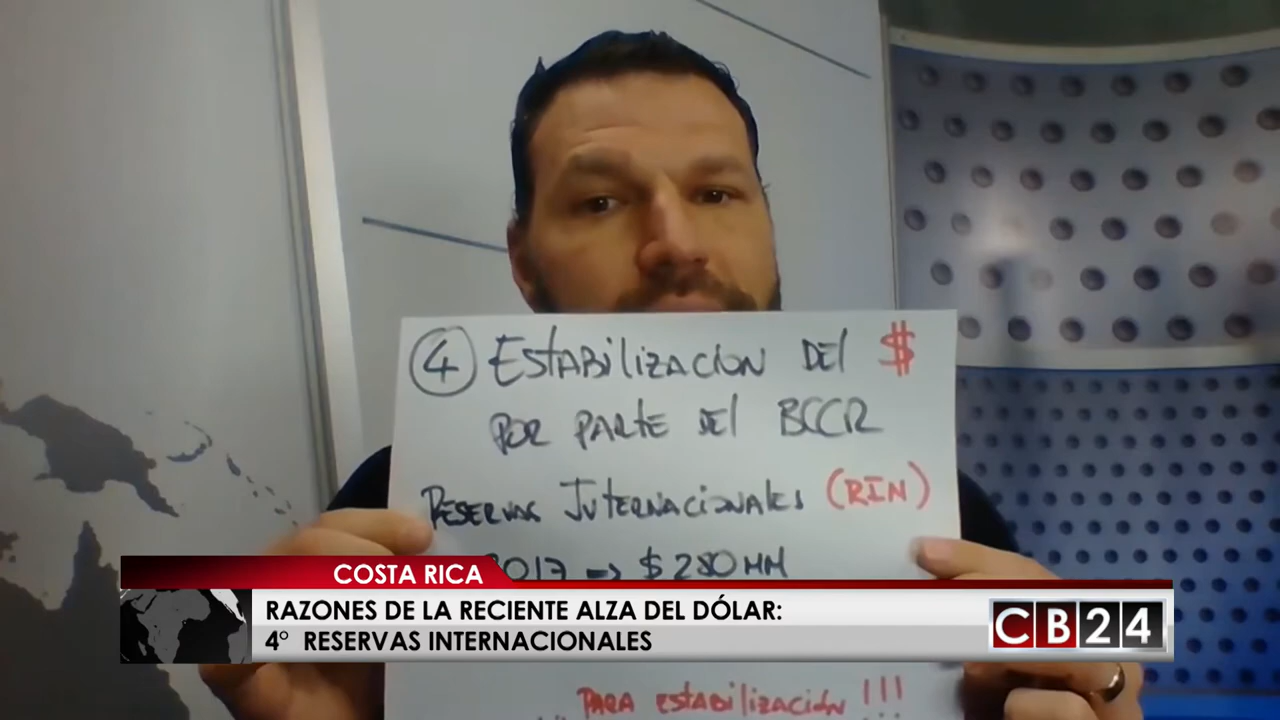 ④ ESTABILIZACION DEL $
POR PARTE DEL BCCR
RESERVAS INTERNACIONALES (RIN)
2017 → $ 280 MM
COSTA RICA
RAZONES DE LA RECIENTE ALZA DEL DÓLAR:
4° RESERVAS INTERNACIONALES
CB24
PARA ESTABILIZACIÓN !!!